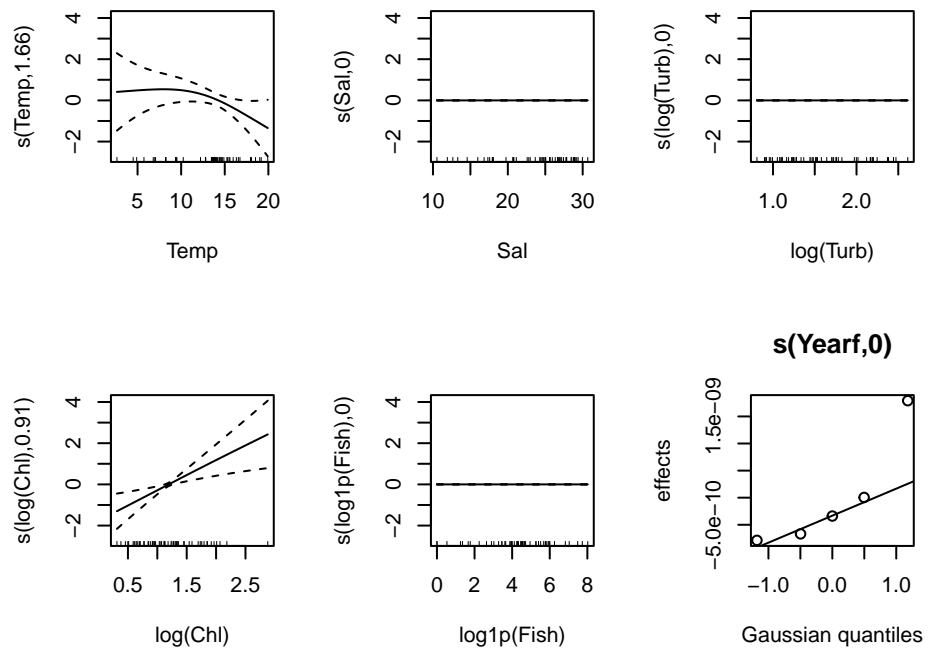 s(Temp,1.66)
4
2
0
−2
5 10 15 20
Temp
s(Sal,0)
4
2
0
−2
10 20 30
Sal
s(log(Turb),0)
4
2
0
−2
1.0 2.0
log(Turb)
s(log(Chl),0.91)
4
2
0
−2
0.5 1.5 2.5
log(Chl)
s(log1p(Fish),0)
4
2
0
−2
0 2 4 6 8
log1p(Fish)
s(Yearf,0)
effects
1.5e−09
−5.0e−10
−1.0 0.0 1.0
Gaussian quantiles